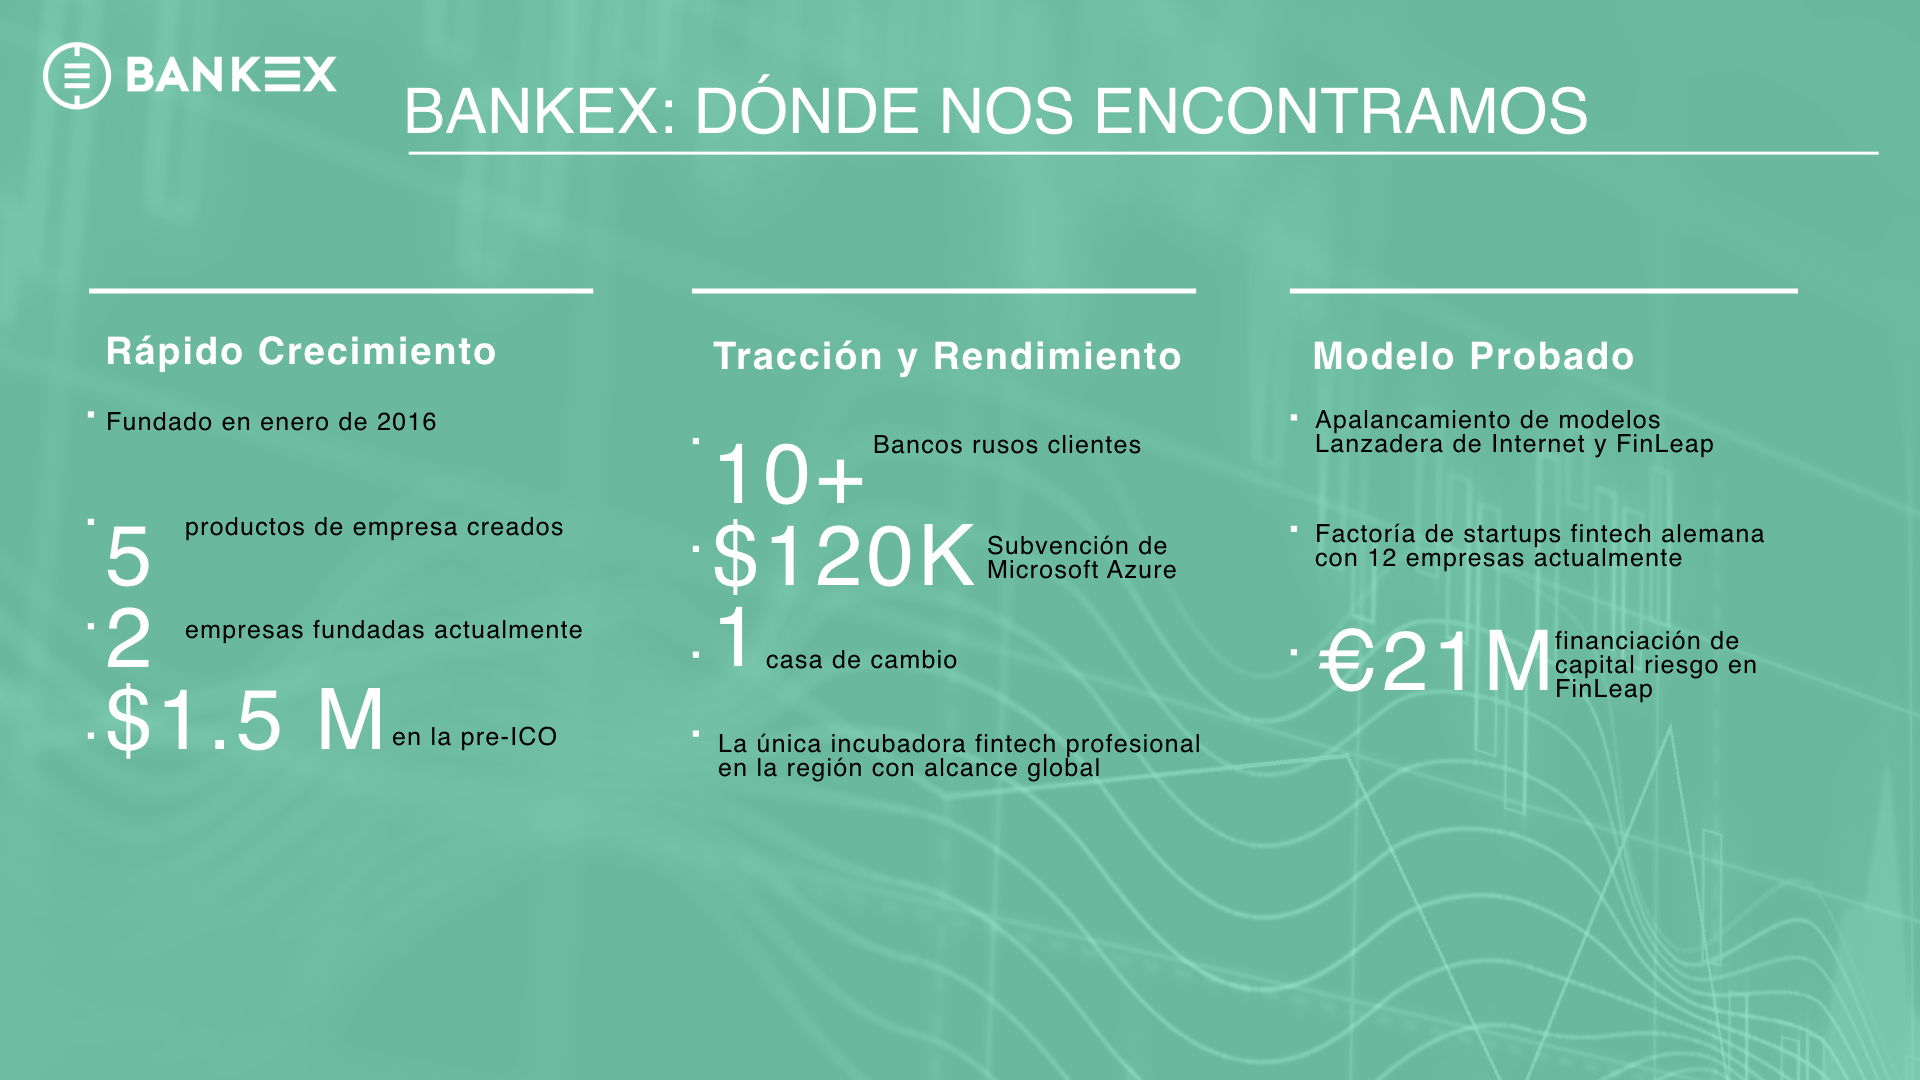 BANKEX
BANKEX: DÓNDE NOS ENCONTRAMOS
Rápido Crecimiento
Fundado en enero de 2016
5 productos de empresa creados
2 empresas fundadas actualmente
$1.5 M en la pre-ICO
Tracción y Rendimiento
10+ Bancos rusos clientes
$120K Subvención de
Microsoft Azure
1 casa de cambio
La única incubadora fintech profesional
en la región con alcance global
Modelo Probado
Apalancamiento de modelos
Lanzadera de Internet y FinLeap
Factoría de startups fintech alemana
con 12 empresas actualmente
€21M financiación de
capital riesgo en
FinLeap